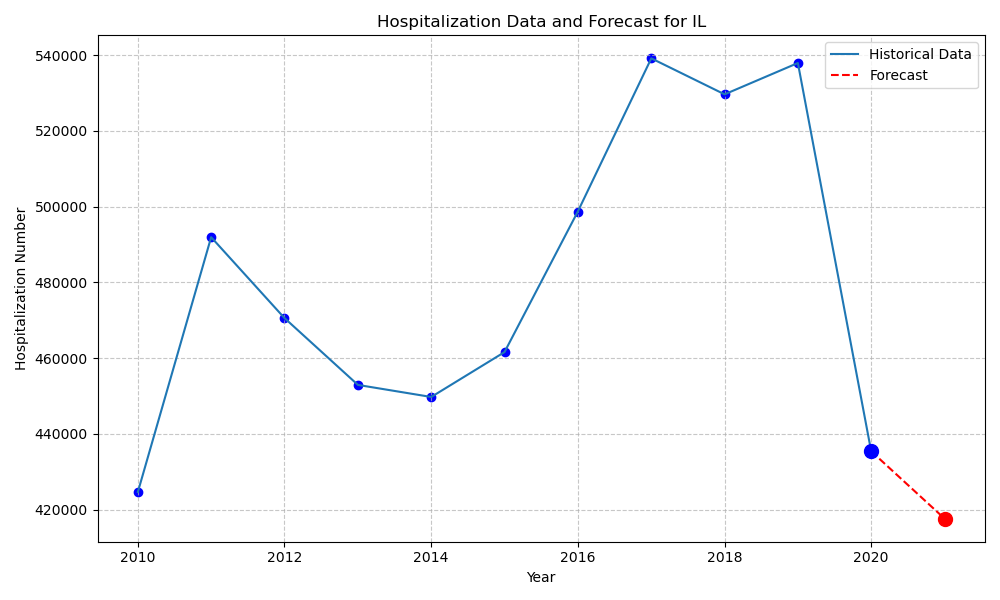 Hospitalization Data and Forecast for IL
Historical Data
Forecast
Hospitalization Number
540000
520000
500000
480000
460000
440000
420000
2010 2012 2014 2016 2018 2020
Year